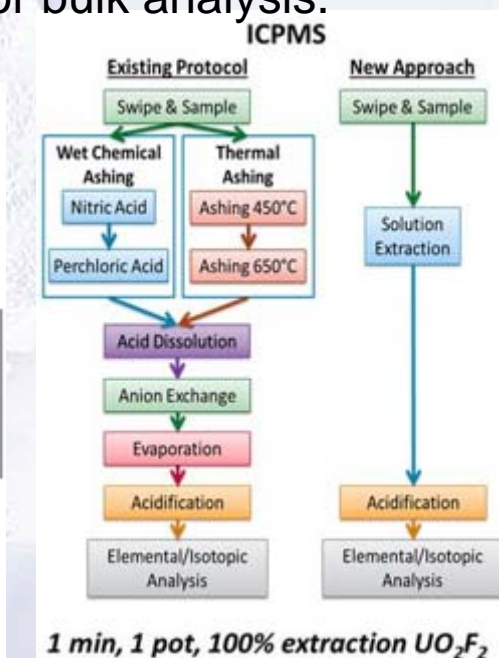 or bulk analysis.
ICPMS
Existing Protocol
New Approach
Swipe & Sample
Swipe & Sample
Wet Chemical
Ashing
Thermal
Ashing
Nitric Acid
Ashing 450°C
Solution
Extraction
Perchloric Acid
Ashing 650°C
Acid Dissolution
Anion Exchange
Evaporation
Acidification
Acidification
Elemental/Isotopic
Analysis
Elemental/Isotopic
Analysis
1 min, 1 pot, 100% extraction UO₂F₂